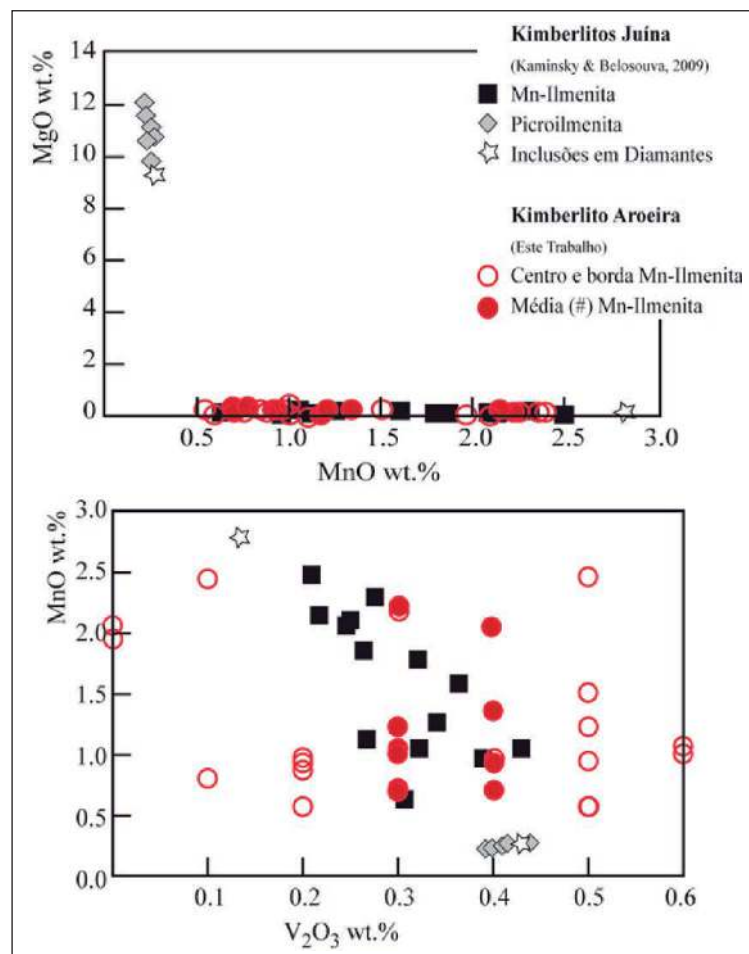 Kimberlitos Juína
(Kaminsky & Belosouva, 2009)
Mn-Ilmenita
Picroilmenita
Inclusões em Diamantes
Kimberlito Aroeira
(Este Trabalho)
Centro e borda Mn-Ilmenita
Média (#) Mn-Ilmenita
MgO wt.%
14
12
10
8
6
4
2
0
0.5 1.0 1.5 2.0 2.5 3.0
MnO wt.%
MnO wt.%
3.0
2.5
2.0
1.5
1.0
0.5
0.0
0.1 0.2 0.3 0.4 0.5 0.6
V₂O₃ wt.%